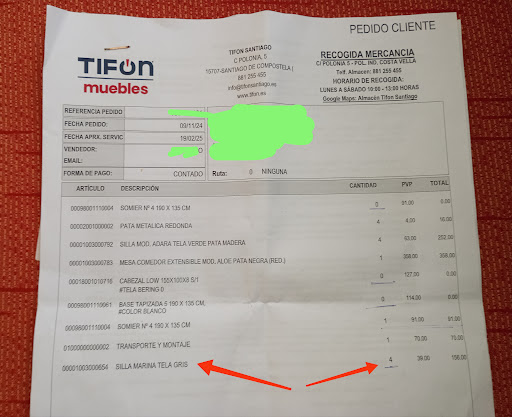 PEDIDO CLIENTE
TIFON
muebles
TIFON SANTIAGO
C POLONIA, 5
15707-SANTIAGO DE COMPOSTELA (
881 255 455
info@tifonsantiago.es
www.tifon.es
RECOGIDA MERCANCIA
C/ POLONIA 5 - POL. IND. COSTA VELLA
Telf. Almacen: 881 255 455
HORARIO DE RECOGIDA:
LUNES A SABADO 10:00 - 13:00 HORAS
Google Maps: Almacén Tifon Santiago
REFERENCIA PEDIDO
FECHA PEDIDO: 09/11/24
FECHA APRX. SERVIC 19/02/25
VENDEDOR: O
EMAIL:
FORMA DE PAGO: CONTADO
Ruta: 0 NINGUNA
ARTÍCULO DESCRIPCIÓN CANTIDAD PVP TOTAL
00098001110004 SOMIER Nº 4 190 X 135 CM 0 91,00 0,00
00002001000002 PATA METALICA REDONDA 4 4,00 16,00
00001003000792 SILLA MOD. ADARA TELA VERDE PATA MADERA 4 63,00 252,00
00001003000783 MESA COMEDOR EXTENSIBLE MOD. ALOE PATA NEGRA (RED.) 1 358,00 358,00
00018001010716 CABEZAL LOW 155X100X8 S/1 0 127,00 0,00
#TELA BERING 0
00098001110061 BASE TAPIZADA 5 190 X 135 CM, 0 114,00 0,00
#COLOR BLANCO
00098001110004 SOMIER Nº 4 190 X 135 CM 1 91,00 91,00
01000000000002 TRANSPORTE Y MONTAJE 1 70,00 70,00
00001003000654 SILLA MARINA TELA GRIS 4 39,00 156,00